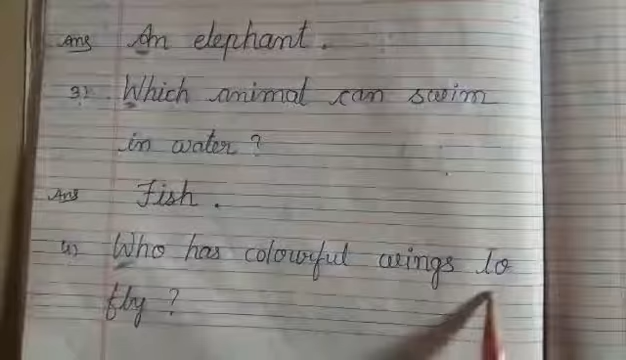 Ans An elephant.
3). Which animal can swim
in water?
Ans Fish.
4) Who has colourful wings to
fly?